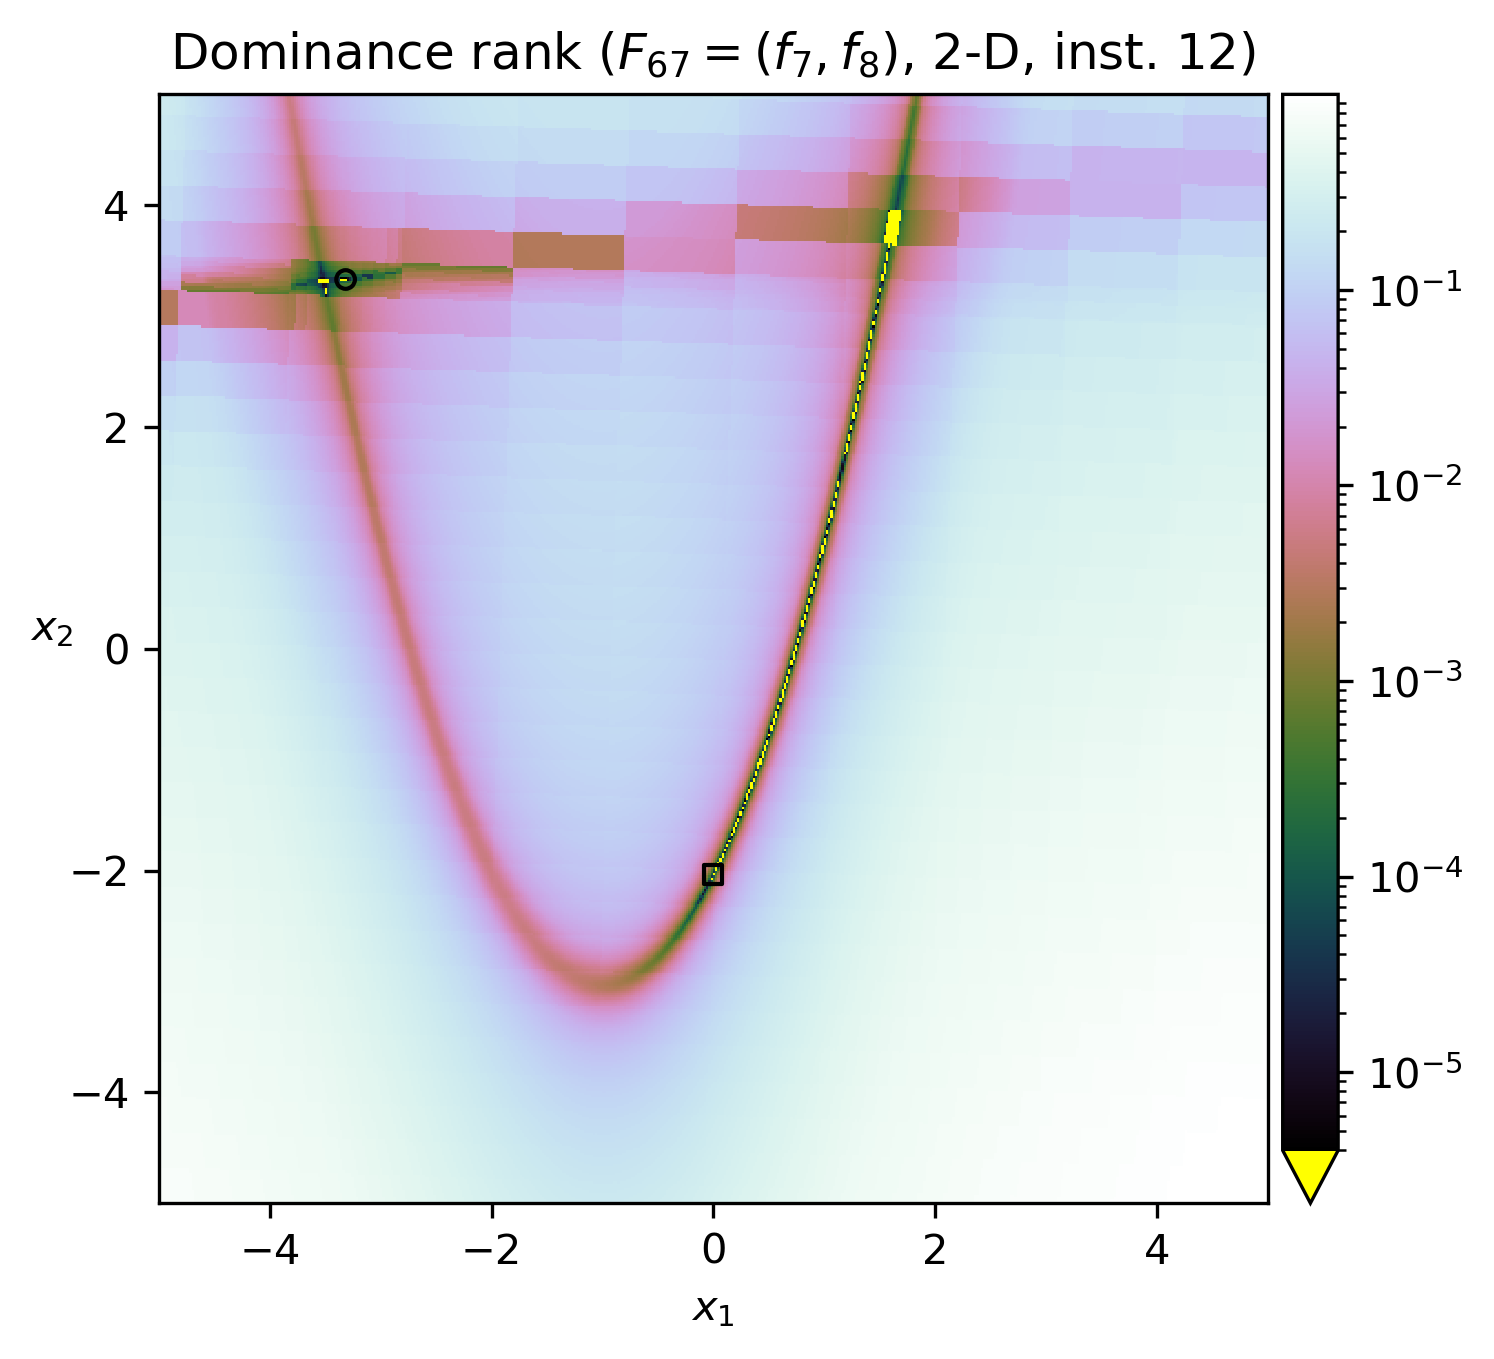 Dominance rank (F₆₇ = (f₇, f₈), 2-D, inst. 12)
4
2
0
−2
−4
x₂
−4 −2 0 2 4
x₁
10⁻¹
10⁻²
10⁻³
10⁻⁴
10⁻⁵